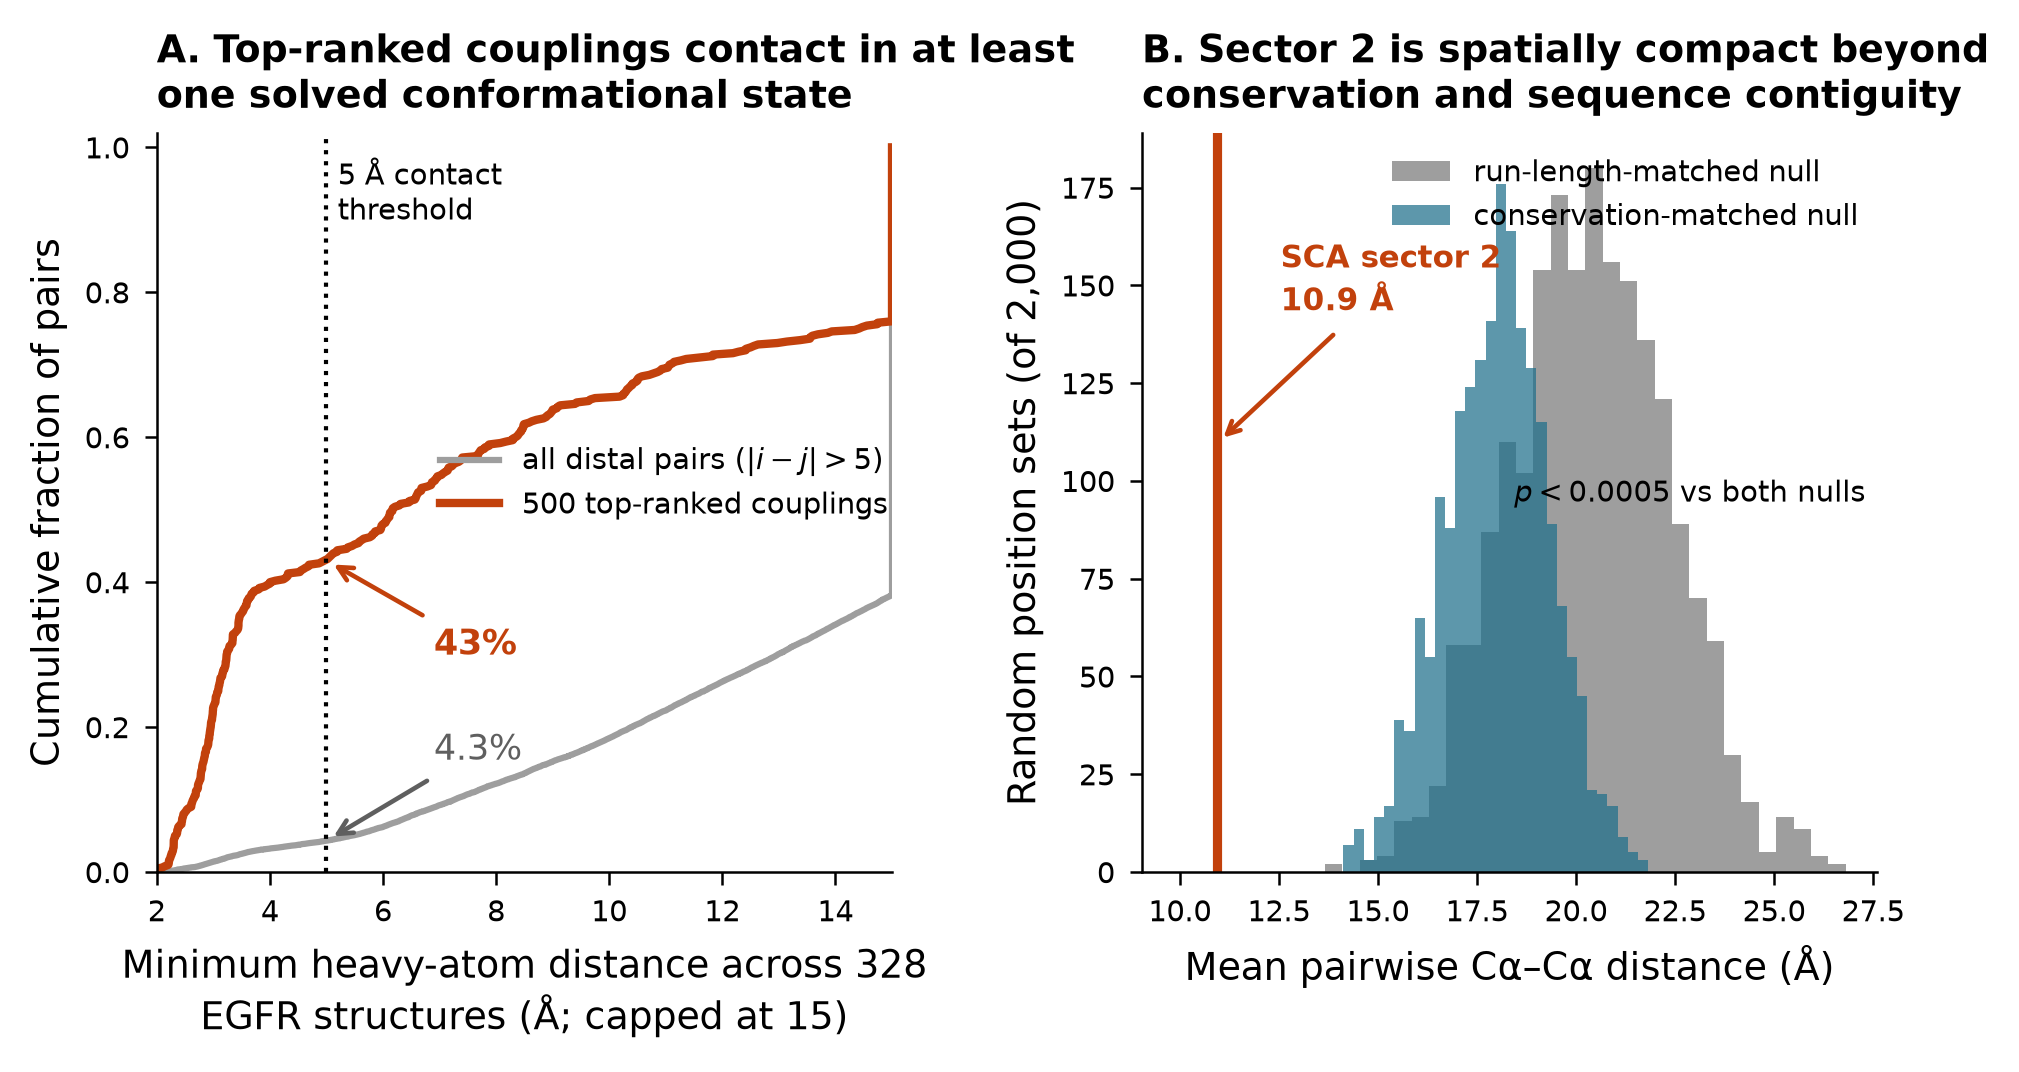 A. Top-ranked couplings contact in at least
one solved conformational state
Cumulative fraction of pairs
1.0
0.8
0.6
0.4
0.2
0.0
5 Å contact
threshold
all distal pairs (|i − j| > 5)
500 top-ranked couplings
43%
4.3%
2 4 6 8 10 12 14
Minimum heavy-atom distance across 328
EGFR structures (Å; capped at 15)
B. Sector 2 is spatially compact beyond
conservation and sequence contiguity
Random position sets (of 2,000)
175
150
125
100
75
50
25
0
run-length-matched null
conservation-matched null
SCA sector 2
10.9 Å
p < 0.0005 vs both nulls
10.0 12.5 15.0 17.5 20.0 22.5 25.0 27.5
Mean pairwise Cα–Cα distance (Å)